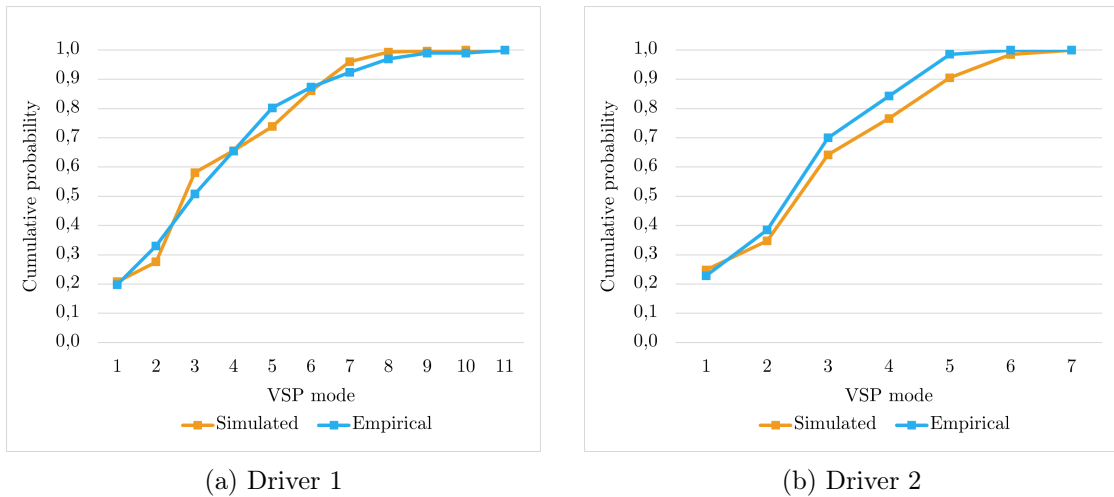 1,0
0,9
0,8
0,7
0,6
0,5
0,4
0,3
0,2
0,1
0,0
Cumulative probability
1 2 3 4 5 6 7 8 9 10 11
VSP mode
Simulated Empirical
(a) Driver 1
1,0
0,9
0,8
0,7
0,6
0,5
0,4
0,3
0,2
0,1
0,0
Cumulative probability
1 2 3 4 5 6 7
VSP mode
Simulated Empirical
(b) Driver 2